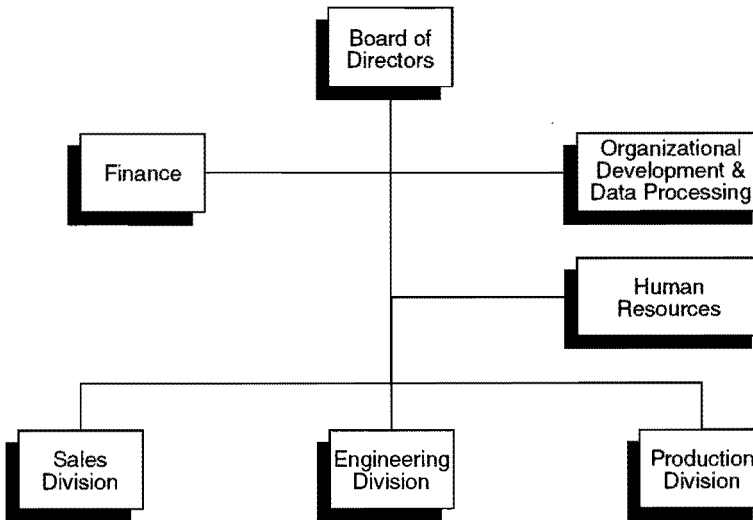 Board of
Directors
Finance
Organizational
Development &
Data Processing
Human
Resources
Sales
Division
Engineering
Division
Production
Division